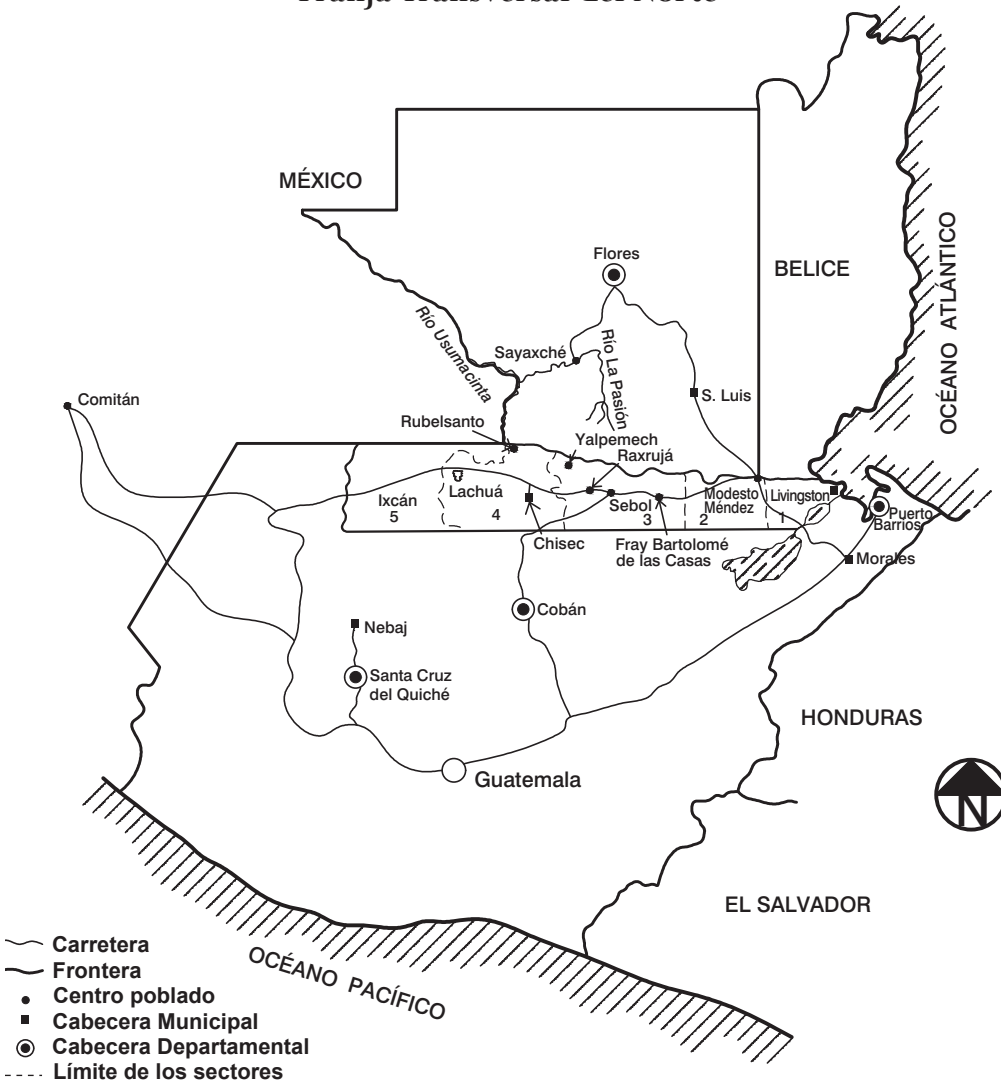 Franja Transversal del Norte
MÉXICO
BELICE
OCÉANO ATLÁNTICO
Flores
Río Usumacinta
Sayaxché
Río La Pasión
S. Luis
Comitán
Rubelsanto
Yalpemech
Raxrujá
Ixcán
5
Lachuá
4
Sebol
3
Modesto
Méndez
2
Livingston
1
Puerto
Barrios
Chisec
Fray Bartolomé
de las Casas
Morales
Cobán
Nebaj
Santa Cruz
del Quiché
HONDURAS
Guatemala
N
EL SALVADOR
OCÉANO PACÍFICO
Carretera
Frontera
Centro poblado
Cabecera Municipal
Cabecera Departamental
Límite de los sectores